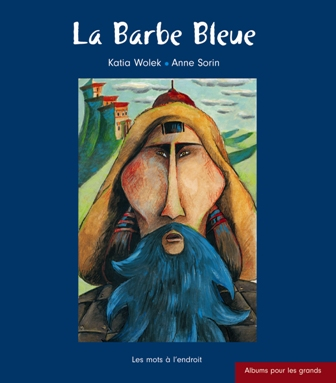 La Barbe Bleue
Katia Wolek • Anne Sorin
Les mots à l'endroit
Albums pour les grands